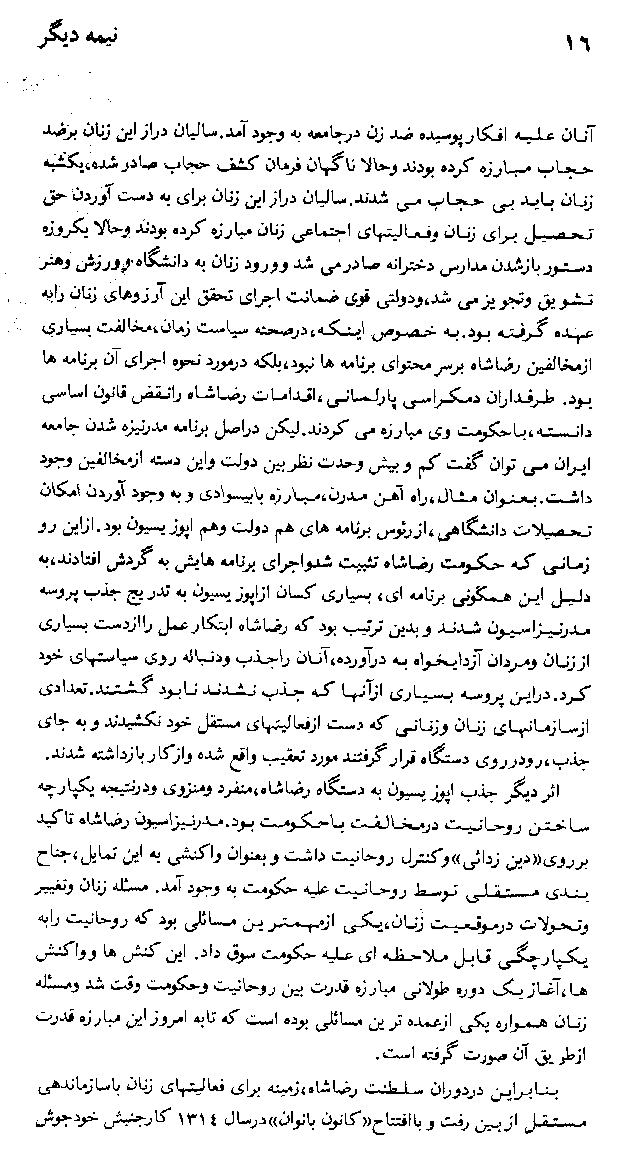 ١٦
نیمه دیگر
آنان علیه افکار پوسیده ضد زن درجامعه به وجود آمد.سالیان دراز این زنان برضد
حجاب مبارزه کرده بودند وحالا ناگهان فرمان کشف حجاب صادر شده،یکشبه
زنان باید بی حجاب می شدند.سالیان دراز این زنان برای به دست آوردن حق
تحصیل برای زنان وفعالیتهای اجتماعی زنان مبارزه کرده بودند وحالا یکروزه
دستور بازشدن مدارس دخترانه صادرمی شد وورود زنان به دانشگاه،ورزش وهنر
تشویق وتجویز می شد،ودولتی قوی ضمانت اجرای تحقق این آرزوهای زنان رابه
عهده گرفته بود.به خصوص اینکه،درصحنه سیاست زمان،مخالفت بسیاری
ازمخالفین رضاشاه برسر محتوای برنامه ها نبود،بلکه درمورد نحوه اجرای آن برنامه ها
بود. طرفداران دمکراسی پارلمانی،اقدامات رضاشاه رانقض قانون اساسی
دانسته،باحکومت وی مبارزه می کردند.لیکن دراصل برنامه مدرنیزه شدن جامعه
ایران می توان گفت کم و بیش وحدت نظر بین دولت واین دسته ازمخالفین وجود
داشت.بعنوان مثال،راه آهن مدرن،مبارزه بابیسوادی و به وجود آوردن امکان
تحصیلات دانشگاهی،ازرئوس برنامه های هم دولت وهم اپوزیسیون بود.ازاین رو
زمانی که حکومت رضاشاه تثبیت شدواجرای برنامه هایش به گردش افتادند،به
دلیل این همگونی برنامه ای، بسیاری کسان ازاپوزیسیون به تدریج جذب پروسه
مدرنیزاسیون شدند و بدین ترتیب بود که رضاشاه ابتکار عمل راازدست بسیاری
از زنان ومردان آزدایخواه به درآورده،آنان راجذب ودنباله روی سیاستهای خود
کرد.دراین پروسه بسیاری ازآنها که جذب نشدند نابود گشتند.تعدادی
ازسازمانهای زنان وزنانی که دست ازفعالیتهای مستقل خود نکشیدند و به جای
جذب،رودرروی دستگاه قرار گرفتند مورد تعقیب واقع شده وازکار بازداشته شدند.
اثر دیگر جذب اپوزیسیون به دستگاه رضاشاه،منفرد ومنزوی ودرنتیجه یکپارچه
ساختن روحانیت درمخالفت باحکومت بود.مدرنیزاسیون رضاشاه تاکید
برروی«دین زدائی»وکنترل روحانیت داشت و بعنوان واکنشی به این تمایل،جناح
بندی مستقلی توسط روحانیت علیه حکومت به وجود آمد. مسئله زنان وتغییر
وتحولات درموقعیت زنان،یکی ازمهمترین مسائلی بود که روحانیت رابه
یکپارچگی قابل ملاحظه ای علیه حکومت سوق داد. این کنش ها وواکنش
ها،آغاز یک دوره طولانی مبارزه قدرت بین روحانیت وحکومت وقت شد ومسئله
زنان همواره یکی ازعمده ترین مسائلی بوده است که تابه امروز این مبارزه قدرت
ازطریق آن صورت گرفته است.
بنابراین دردوران سلطنت رضاشاه،زمینه برای فعالیتهای زنان باسازماندهی
مستقل از بین رفت و باافتتاح«کانون بانوان»درسال ١٣١٤ کارجنبش خودجوش